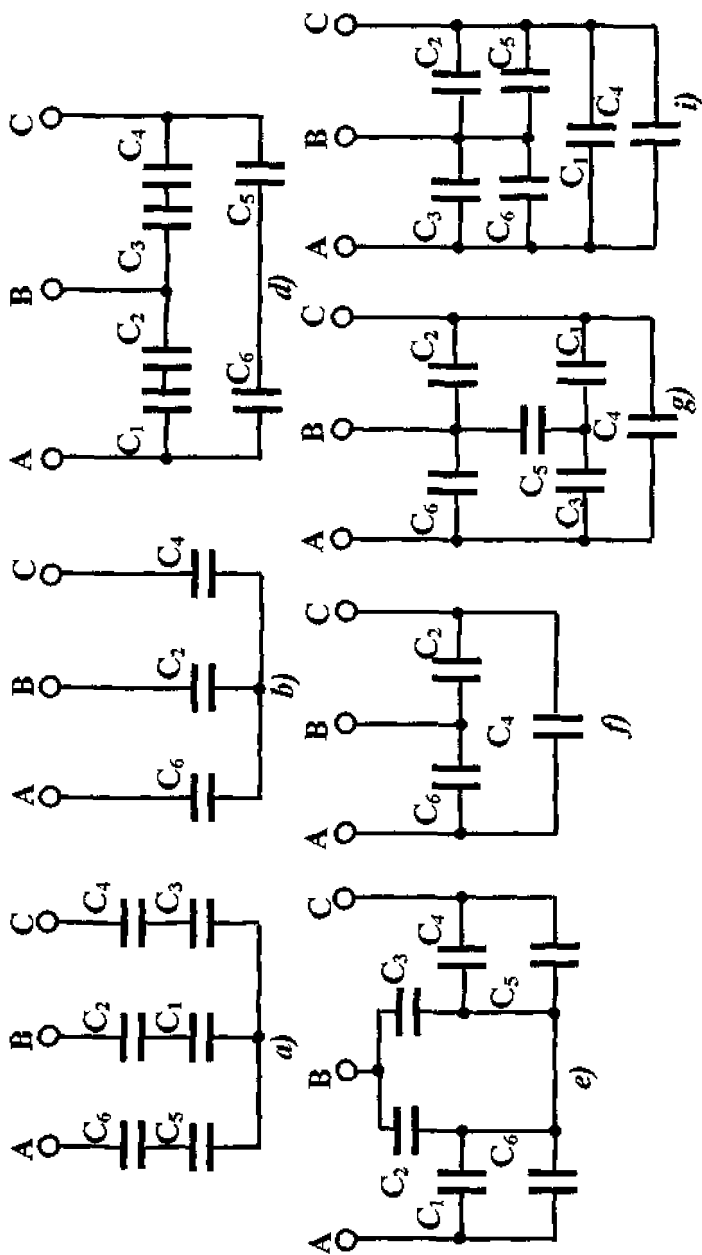 A B C
C₆ C₂ C₄
C₅ C₁ C₃
a)
A B C
C₆ C₂ C₄
b)
A B C
C₁ C₂ C₃ C₄
C₆ C₅
d)
A B C
C₂ C₃
C₁ C₄
C₆ C₅
e)
A B C
C₆ C₂
C₄
f)
A B C
C₆ C₂
C₅
C₃ C₁
C₄
g)
A B C
C₃ C₂
C₆ C₅
C₁
C₄
i)